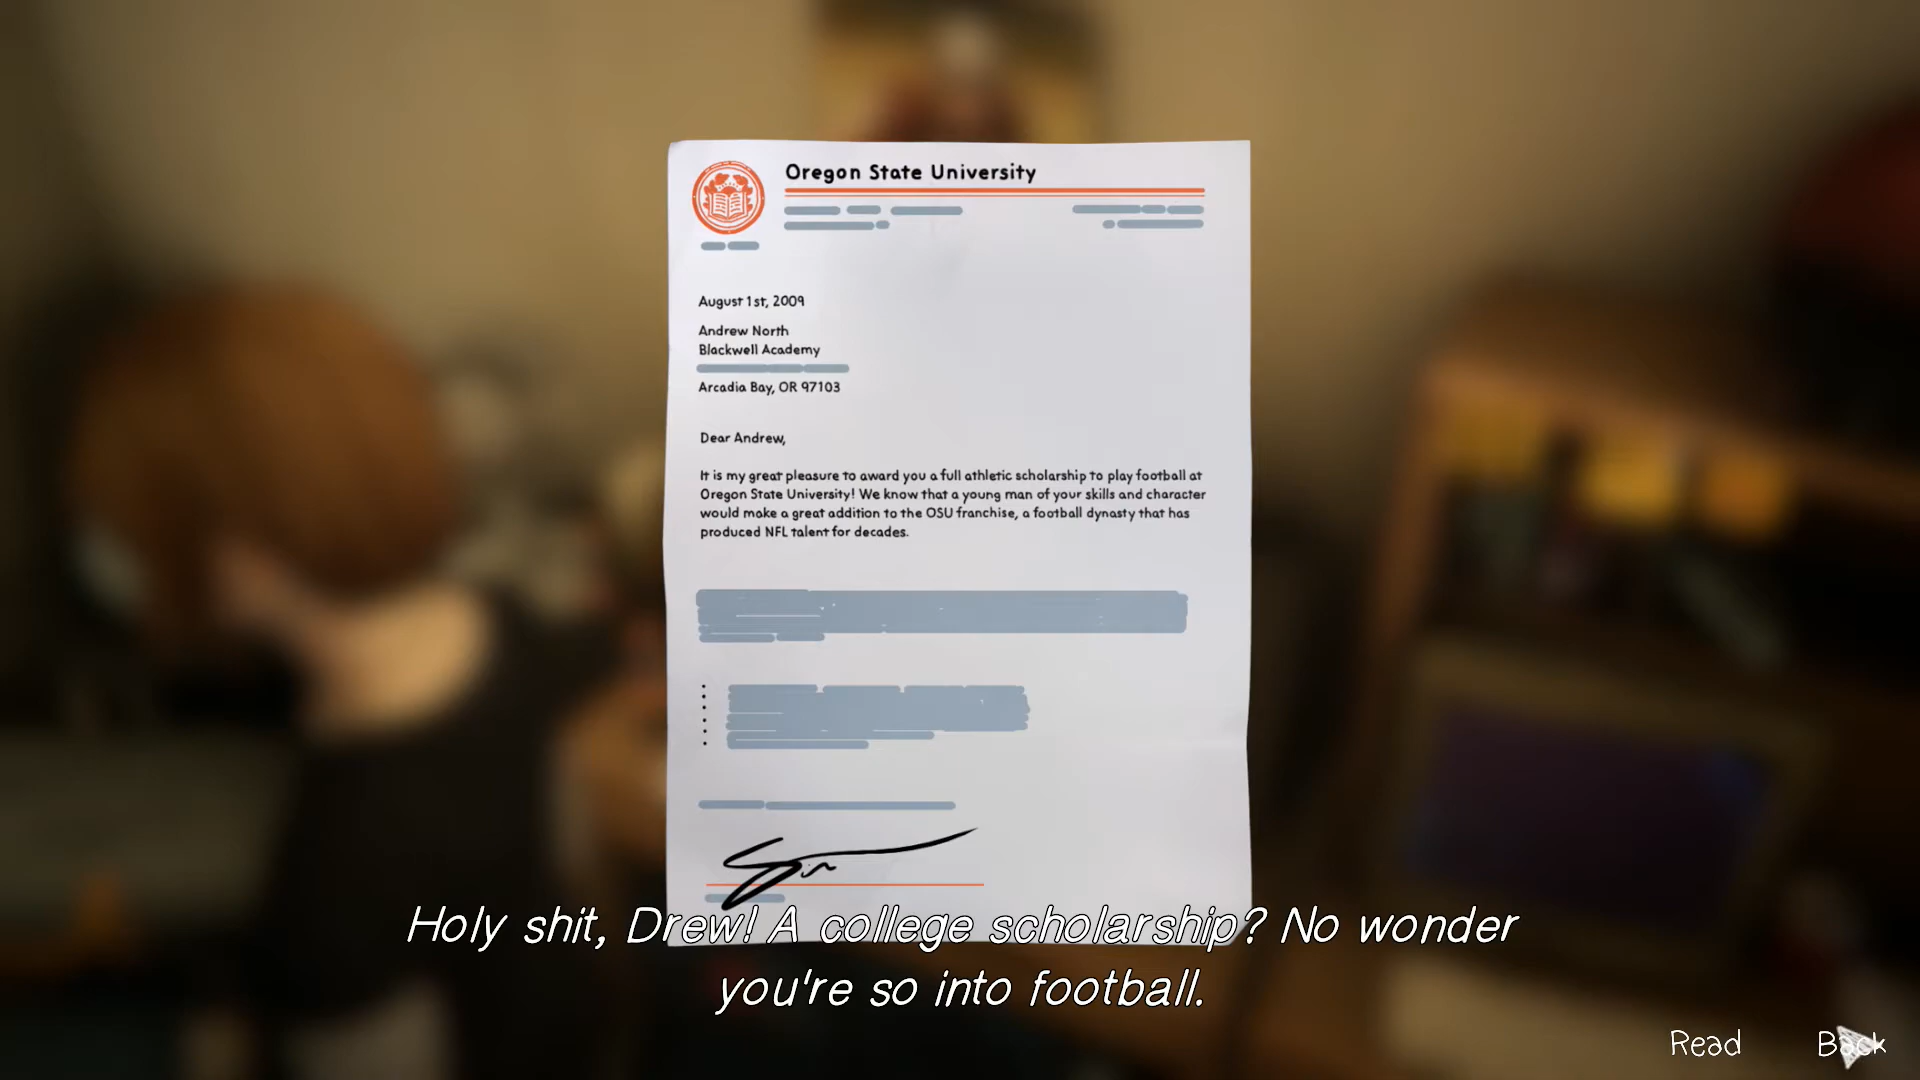 Oregon State University
August 1st, 2009
Andrew North
Blackwell Academy
Arcadia Bay, OR 97103
Dear Andrew,
It is my great pleasure to award you a full athletic scholarship to play football at
Oregon State University! We know that a young man of your skills and character
would make a great addition to the OSU franchise, a football dynasty that has
produced NFL talent for decades.
Holy shit, Drew! A college scholarship? No wonder
you're so into football.
Read Back